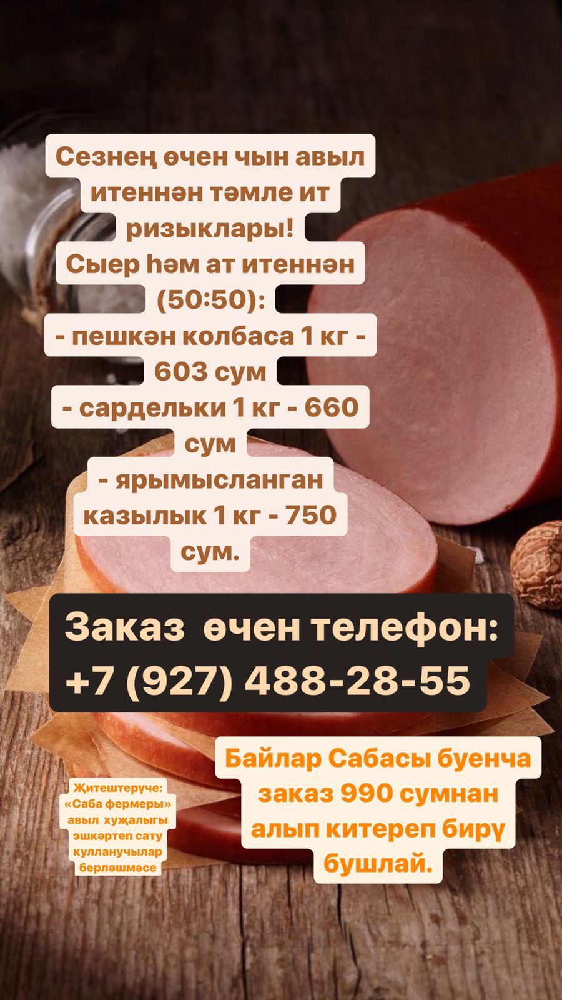 Сезнең өчен чын авыл
итеннән тәмле ит
ризыклары!
Сыер һәм ат итеннән
(50:50):
- пешкән колбаса 1 кг -
603 сум
- сардельки 1 кг - 660
сум
- ярымысланган
казылык 1 кг - 750
сум.
Заказ  өчен телефон:
+7 (927) 488-28-55
Байлар Сабасы буенча
заказ 990 сумнан
алып китереп бирү
бушлай.
Җитештерүче:
«Саба фермеры»
авыл  хуҗалыгы
эшкәртеп сату
кулланучылар
берләшмәсе